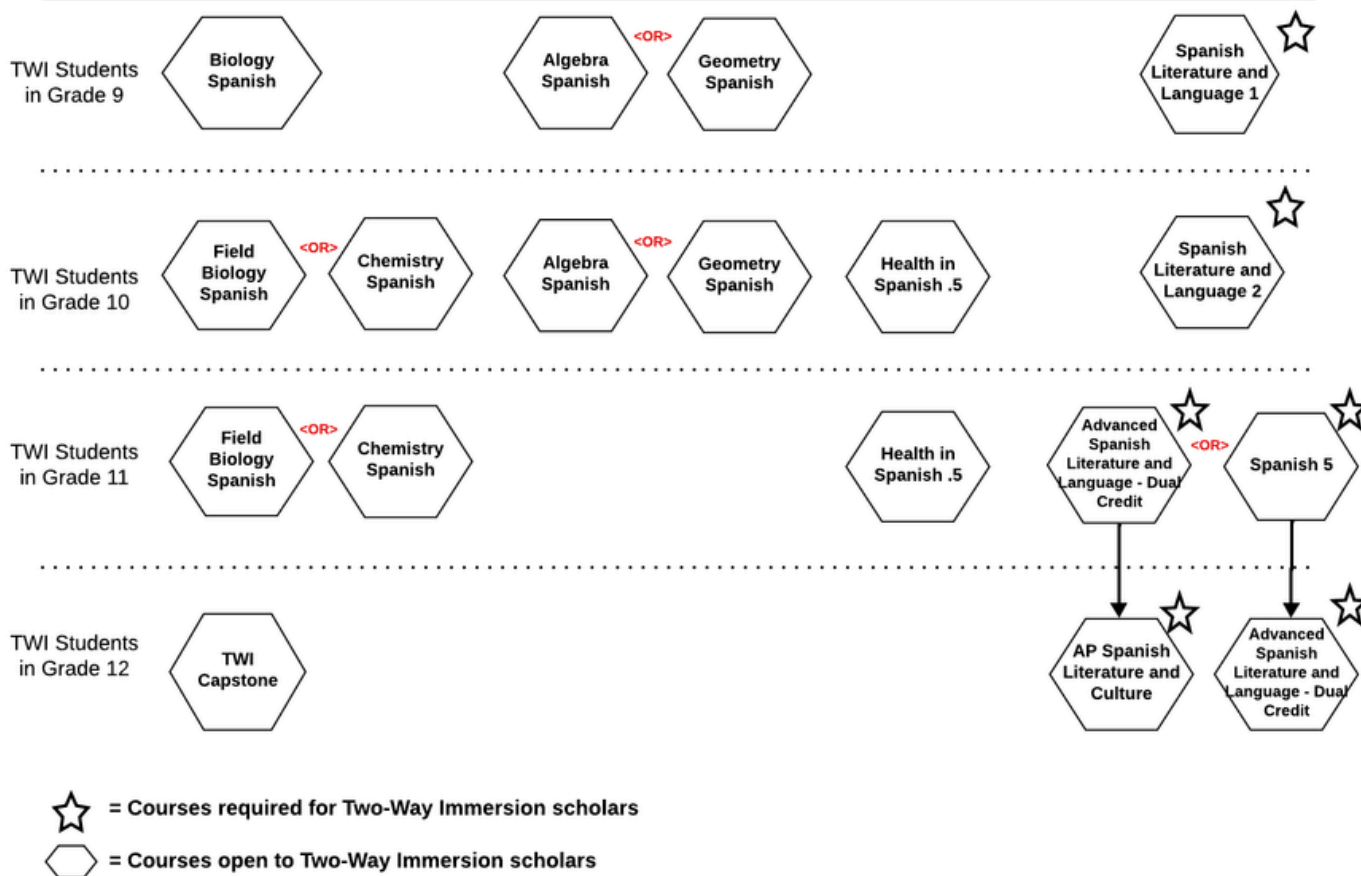 TWI Students
in Grade 9
Biology
Spanish
Algebra
Spanish
<OR>
Geometry
Spanish
Spanish
Literature and
Language 1
TWI Students
in Grade 10
Field
Biology
Spanish
<OR>
Chemistry
Spanish
Algebra
Spanish
<OR>
Geometry
Spanish
Health in
Spanish .5
Spanish
Literature and
Language 2
TWI Students
in Grade 11
Field
Biology
Spanish
<OR>
Chemistry
Spanish
Health in
Spanish .5
Advanced
Spanish
Literature and
Language - Dual
Credit
<OR>
Spanish 5
TWI Students
in Grade 12
TWI
Capstone
AP Spanish
Literature and
Culture
Advanced
Spanish
Literature and
Language - Dual
Credit
= Courses required for Two-Way Immersion scholars
= Courses open to Two-Way Immersion scholars